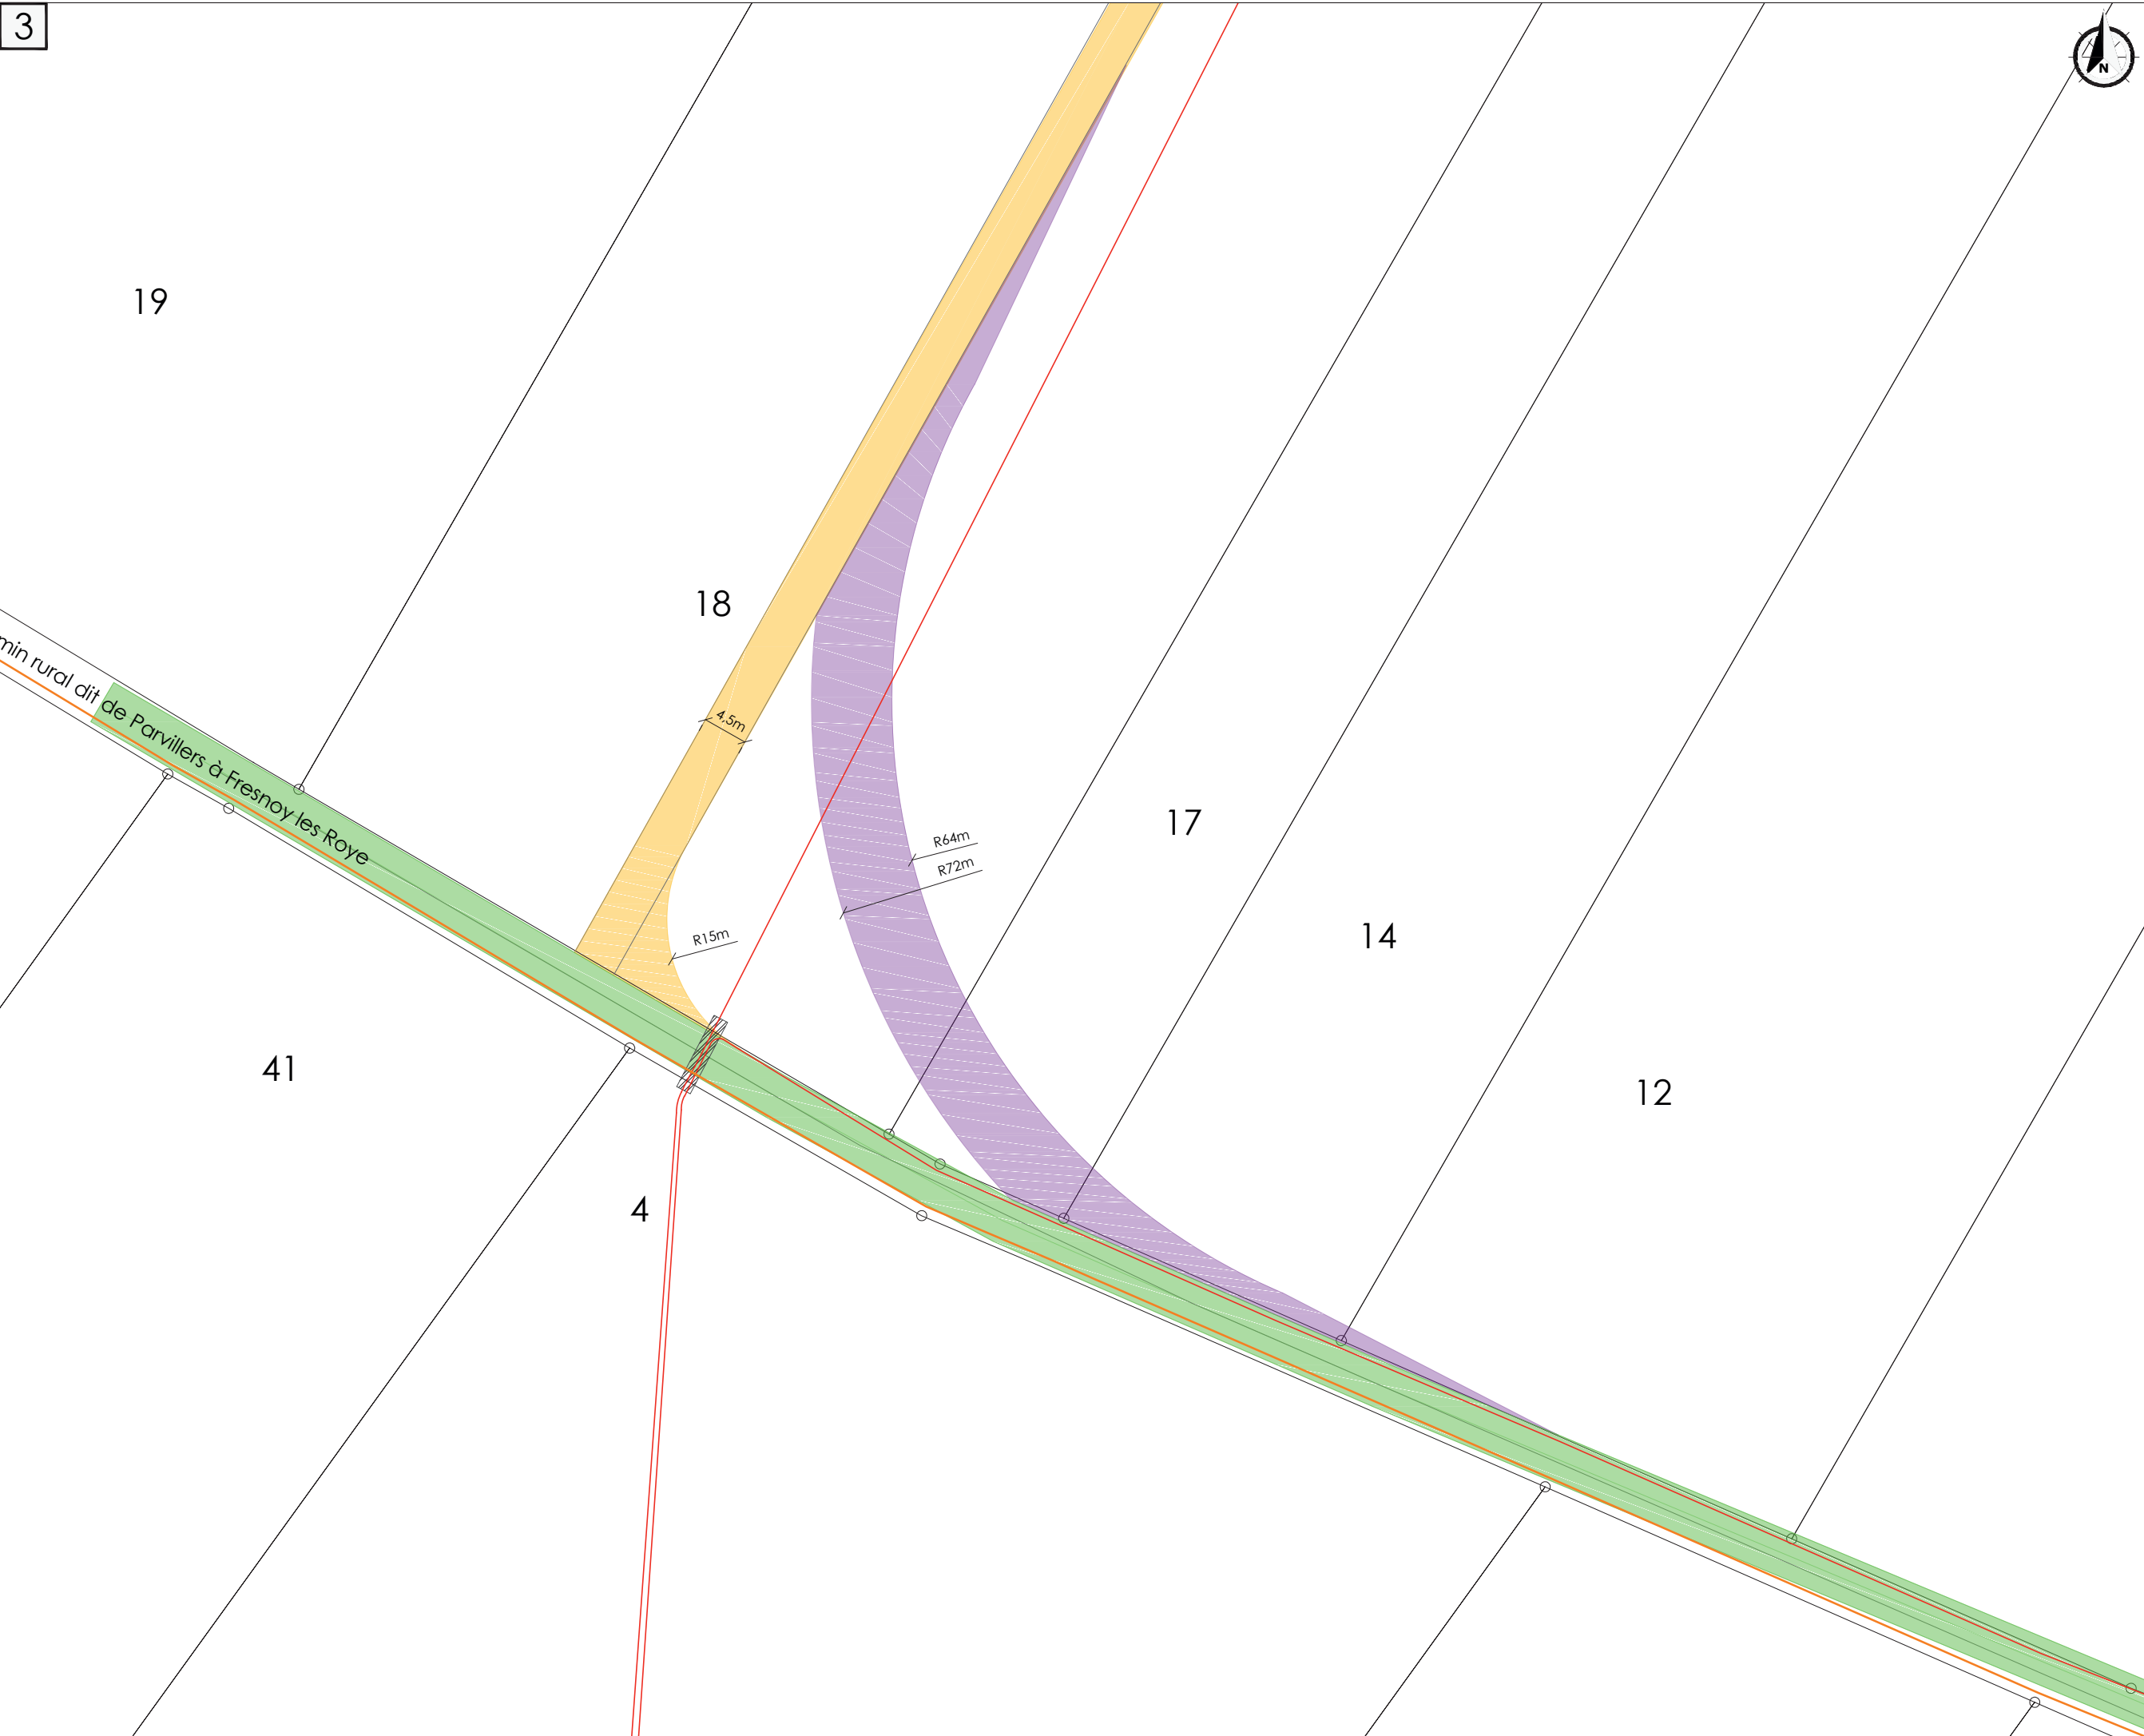 3
N
19
18
min rural dit de Parvillers à Fresnoy les Roye
4,5m
R64m
17
R72m
R15m
14
41
12
4